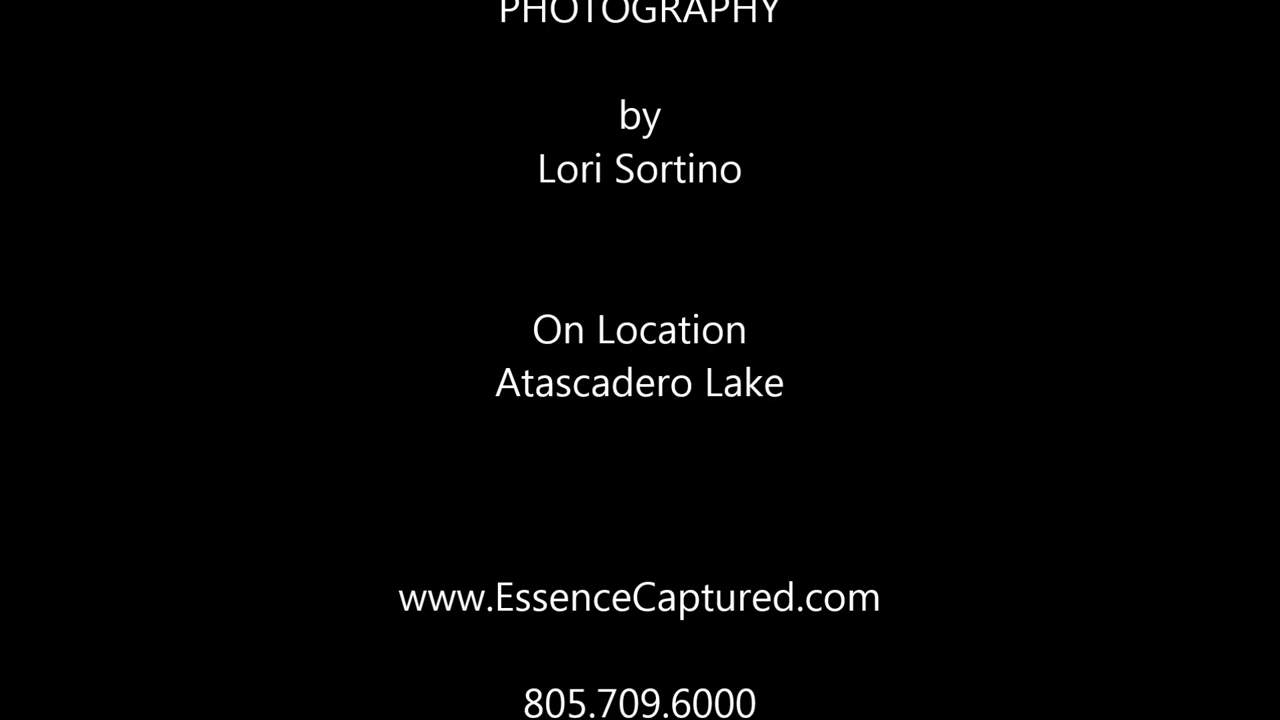 PHOTOGRAPHY
by
Lori Sortino
On Location
Atascadero Lake
www.EssenceCaptured.com
805.709.6000